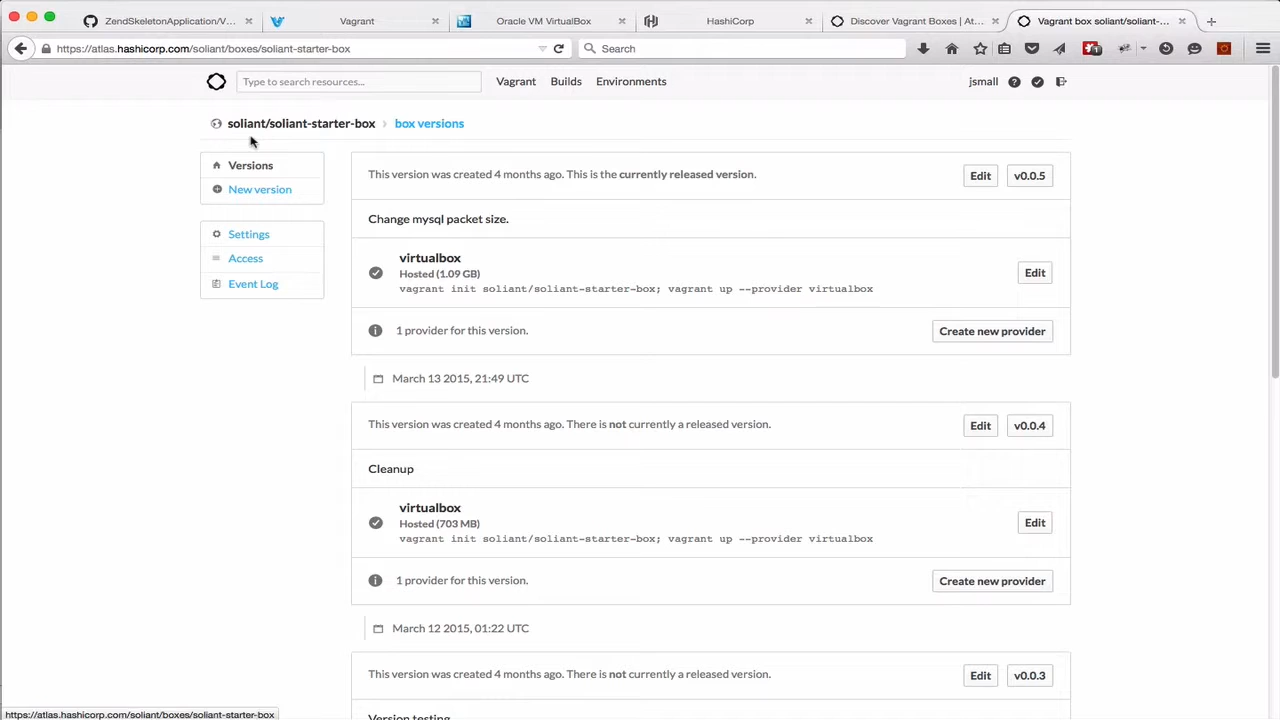 ZendSkeletonApplication/V... ×
Vagrant ×
Oracle VM VirtualBox ×
HashiCorp ×
Discover Vagrant Boxes | At... ×
Vagrant box soliant/soliant-... ×
https://atlas.hashicorp.com/soliant/boxes/soliant-starter-box
Search
1
Type to search resources...
Vagrant Builds Environments
jsmall
soliant/soliant-starter-box › box versions
Versions
New version
Settings
Access
Event Log
This version was created 4 months ago. This is the currently released version.
Edit
v0.0.5
Change mysql packet size.
virtualbox
Hosted (1.09 GB)
vagrant init soliant/soliant-starter-box; vagrant up --provider virtualbox
Edit
1 provider for this version.
Create new provider
March 13 2015, 21:49 UTC
This version was created 4 months ago. There is not currently a released version.
Edit
v0.0.4
Cleanup
virtualbox
Hosted (703 MB)
vagrant init soliant/soliant-starter-box; vagrant up --provider virtualbox
Edit
1 provider for this version.
Create new provider
March 12 2015, 01:22 UTC
This version was created 4 months ago. There is not currently a released version.
Edit
v0.0.3
Version testing
https://atlas.hashicorp.com/soliant/boxes/soliant-starter-box